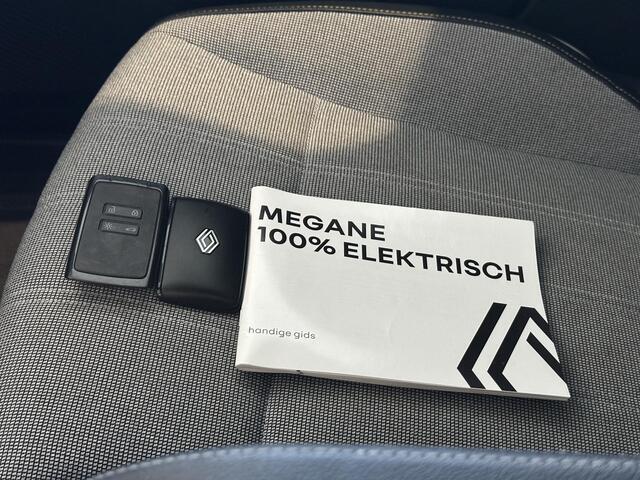 MEGANE
100% ELEKTRISCH
handige gids